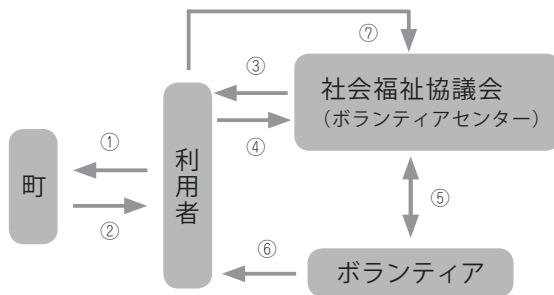 ⑦
③
社会福祉協議会
（ボランティアセンター）
④
①
町
②
利用者
⑤
⑥
ボランティア